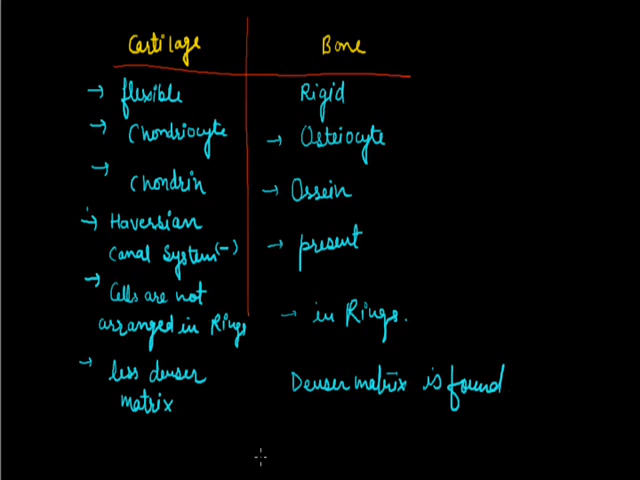 Cartilage Bone
→ flexible Rigid
→ Chondriocyte → Osteiocyte
→ Chondrin → Ossein
→ Haversian
Canal System(-) → present
→ Cells are not
arranged in Rings → in Rings.
→ less denser
matrix Denser matrix is found